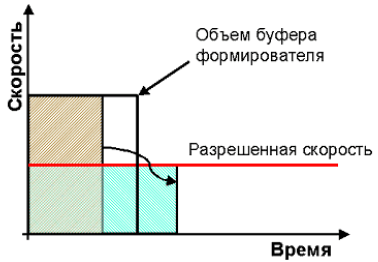 Скорость
Объем буфера
формирователя
Разрешенная скорость
Время